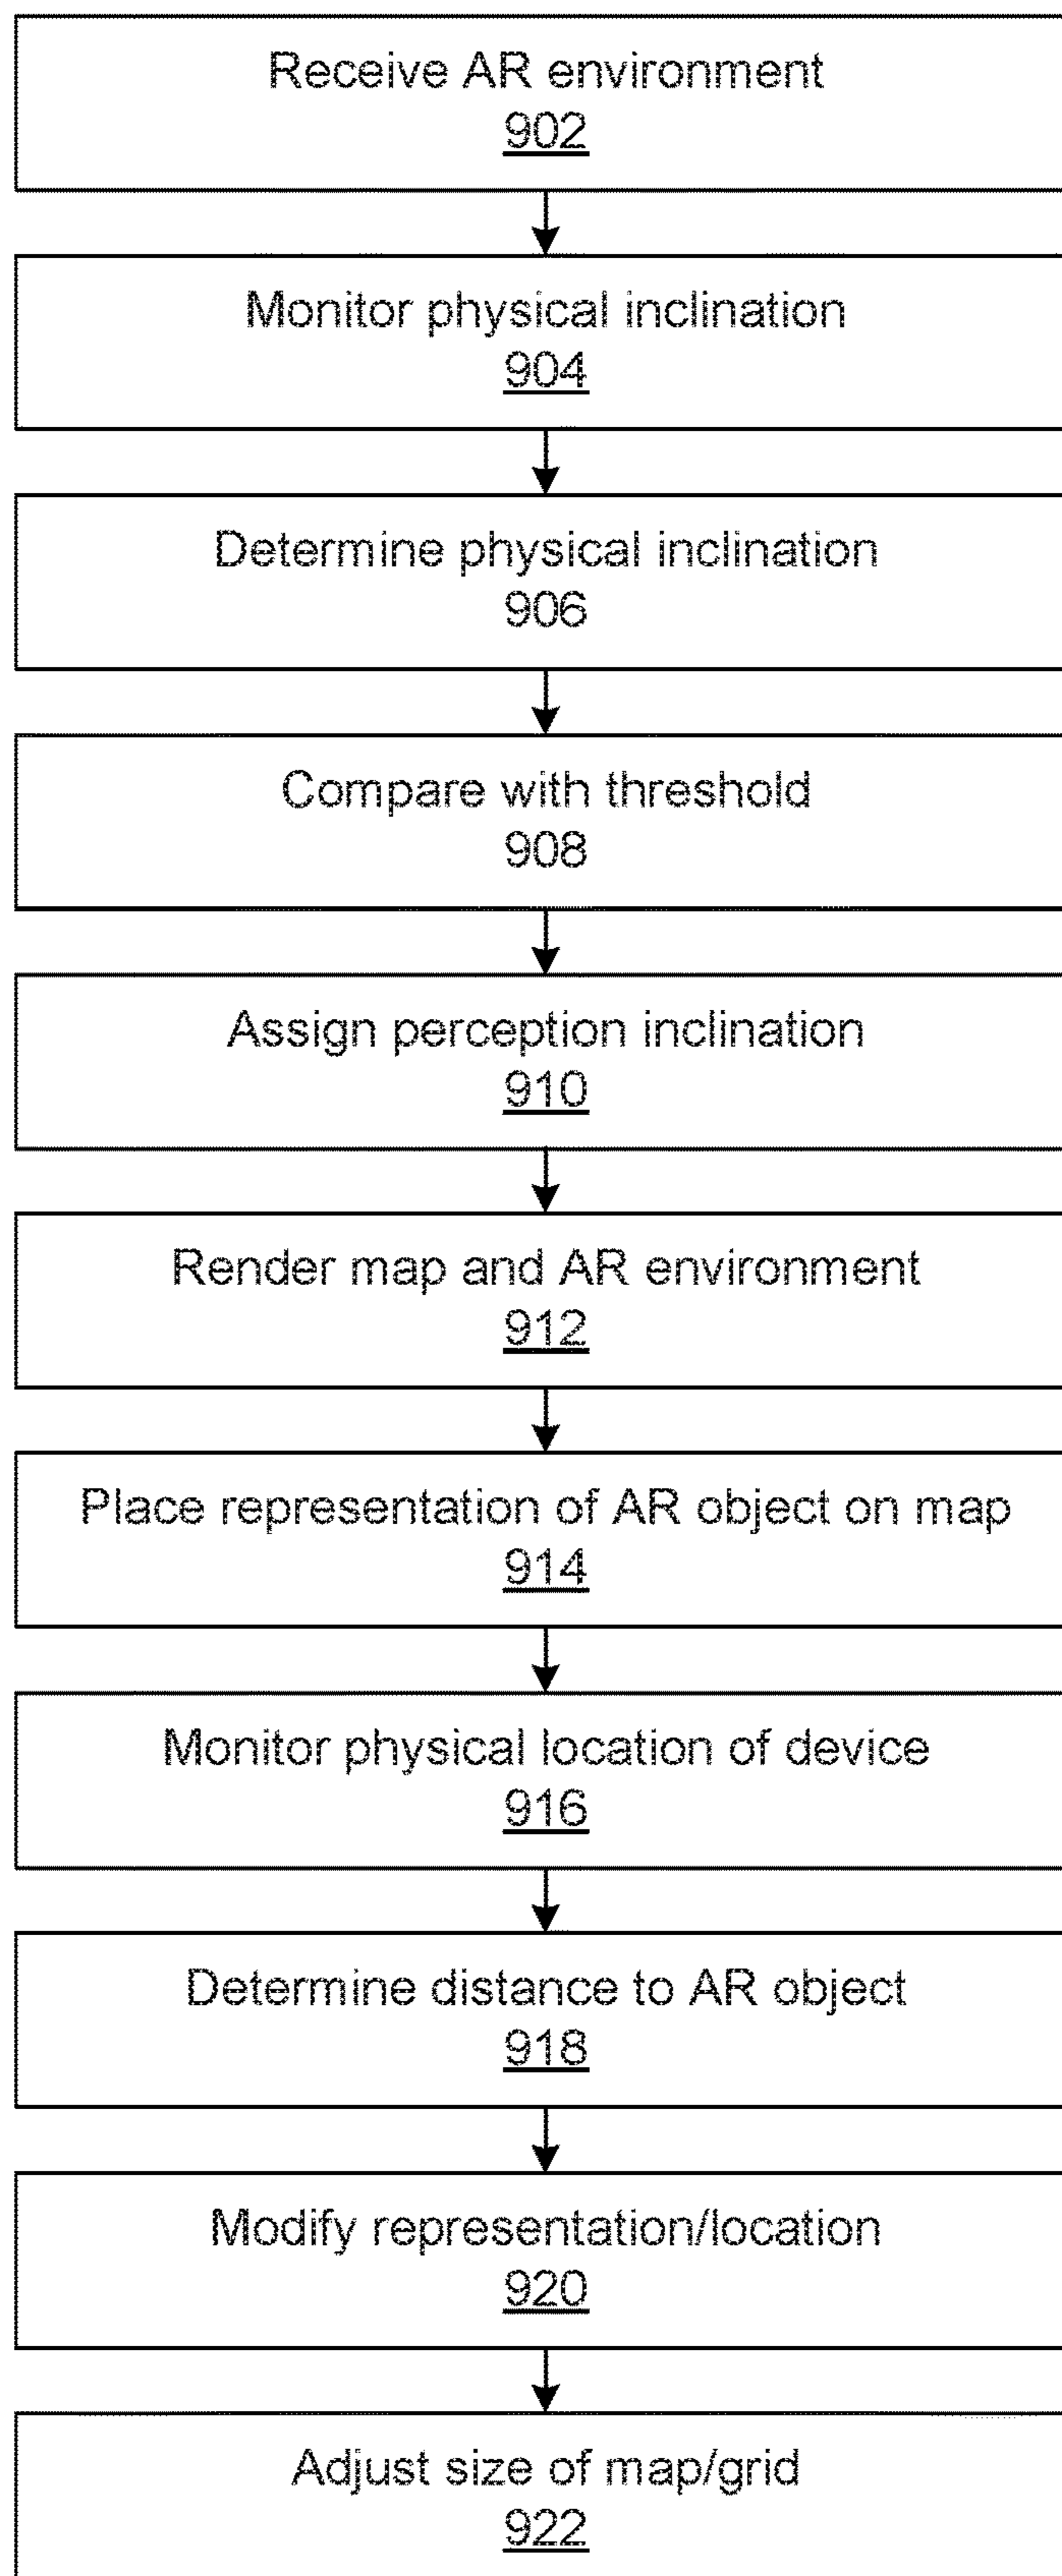 Receive AR environment
902
Monitor physical inclination
904
Determine physical inclination
906
Compare with threshold
908
Assign perception inclination
910
Render map and AR environment
912
Place representation of AR object on map
914
Monitor physical location of device
916
Determine distance to AR object
918
Modify representation/location
920
Adjust size of map/grid
922